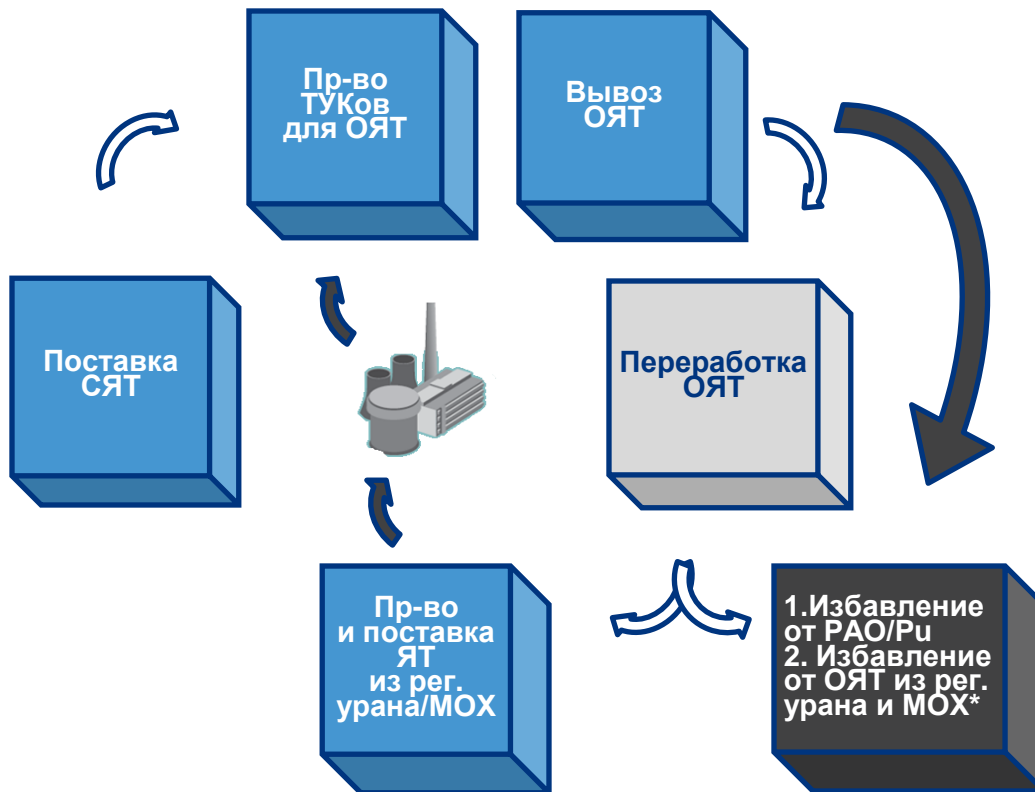 Пр-во
ТУКов
для ОЯТ
Вывоз
ОЯТ
Поставка
СЯТ
Переработка
ОЯТ
Пр-во
и поставка
ЯТ
из рег.
урана/МОХ
1.Избавление
от РАО/Pu
2. Избавление
от ОЯТ из рег.
урана и МОХ*